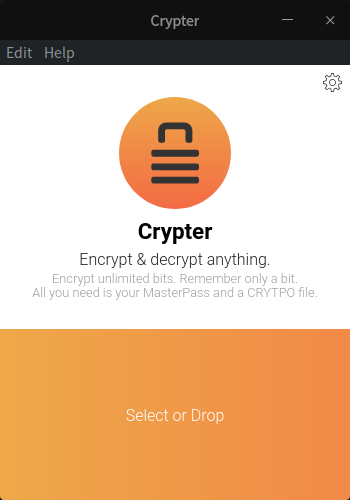 Crypter
Edit Help
Crypter
Encrypt & decrypt anything.
Encrypt unlimited bits. Remember only a bit.
All you need is your MasterPass and a CRYTPO file.
Select or Drop